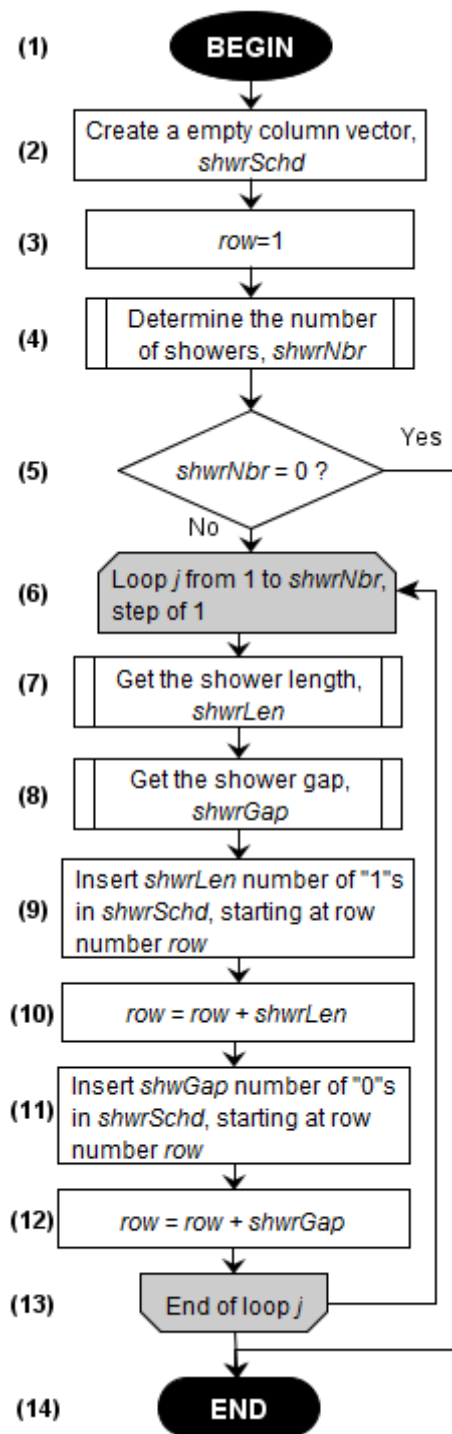 (1)
BEGIN
(2)
Create a empty column vector,
shwrSchd
(3)
row=1
(4)
Determine the number
of showers, shwrNbr
(5)
shwrNbr = 0 ?
Yes
No
(6)
Loop j from 1 to shwrNbr,
step of 1
(7)
Get the shower length,
shwrLen
(8)
Get the shower gap,
shwrGap
(9)
Insert shwrLen number of "1"s
in shwrSchd, starting at row
number row
(10)
row = row + shwrLen
(11)
Insert shwGap number of "0"s
in shwrSchd, starting at row
number row
(12)
row = row + shwrGap
(13)
End of loop j
(14)
END